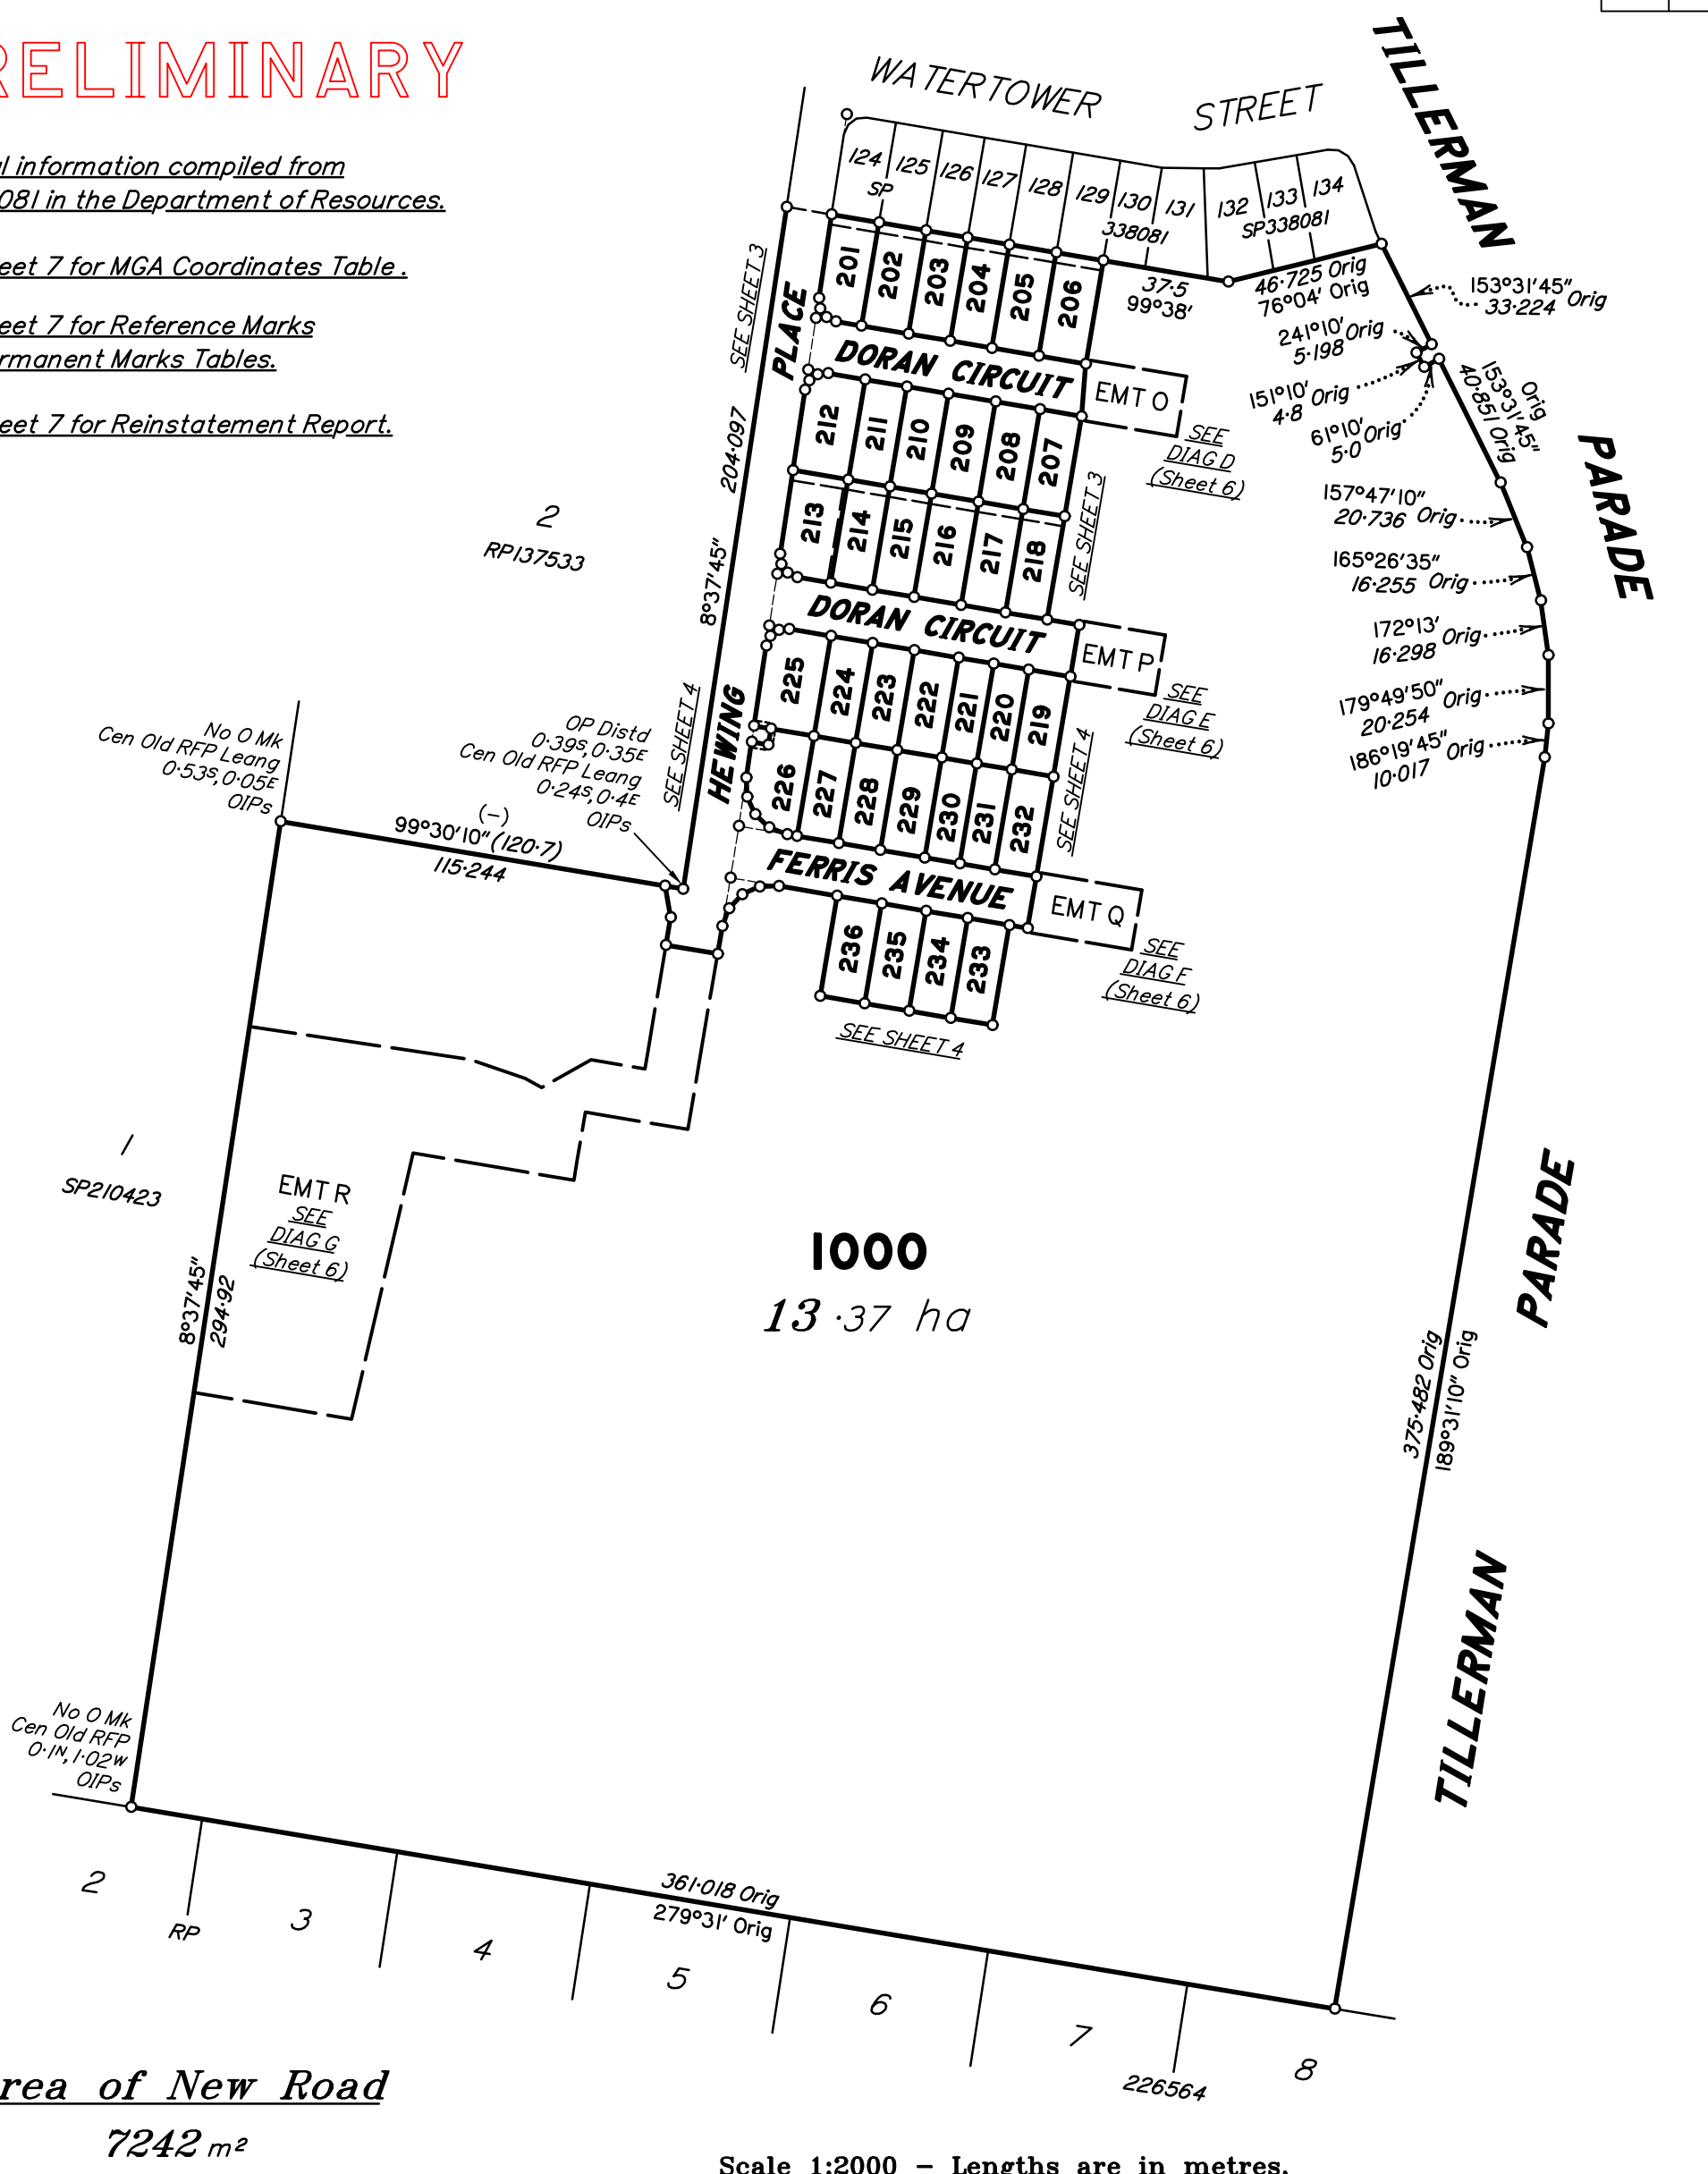 RELIMINARY
al information compiled from
081 in the Department of Resources.
eet 7 for MGA Coordinates Table .
eet 7 for Reference Marks
rmanent Marks Tables.
eet 7 for Reinstatement Report.
WATERTOWER STREET
TILLERMAN
PARADE
124 125 126 127 128 129 130 131 132 133 134
SP
338081
SP338081
201 202 203 204 205 206
37·5
99°38'
46·725 Orig
76°04' Orig
153°31'45"
33·224 Orig
241°10' Orig
5·198
151°10' Orig
4·8
61°10' Orig
5·0
153°31'45" Orig
40·851 Orig
157°47'10"
20·736 Orig
165°26'35"
16·255 Orig
172°13'
16·298 Orig
179°49'50"
20·254 Orig
186°19'45"
10·017 Orig
SEE SHEET 3
PLACE
DORAN CIRCUIT
EMT O
SEE
DIAG D
(Sheet 6)
212 211 210 209 208 207
204·097
8°37'45"
213 214 215 216 217 218
SEE SHEET 3
2
RP137533
DORAN CIRCUIT
EMT P
SEE
DIAG E
(Sheet 6)
225 224 223 222 221 220 219
HEWING
SEE SHEET 4
226 227 228 229 230 231 232
SEE SHEET 4
FERRIS AVENUE
EMT Q
SEE
DIAG F
(Sheet 6)
236 235 234 233
SEE SHEET 4
No O Mk
Cen Old RFP Leang
0·53S,0·05E
OIPs
OP Distd
0·39S,0·35E
Cen Old RFP Leang
0·24S,0·4E
OIPs
(-)
99°30'10" (120·7)
115·244
1
SP210423
EMT R
SEE
DIAG G
(Sheet 6)
8°37'45"
294·92
1000
13 ·37 ha
PARADE
375·482 Orig
189°31'10" Orig
TILLERMAN
No O Mk
Cen Old RFP
0·1N,1·02W
OIPs
361·018 Orig
279°31' Orig
2 3 4 5 6 7 8
RP
226564
rea of New Road
7242 m²
Scale 1:2000 - Lengths are in metres.